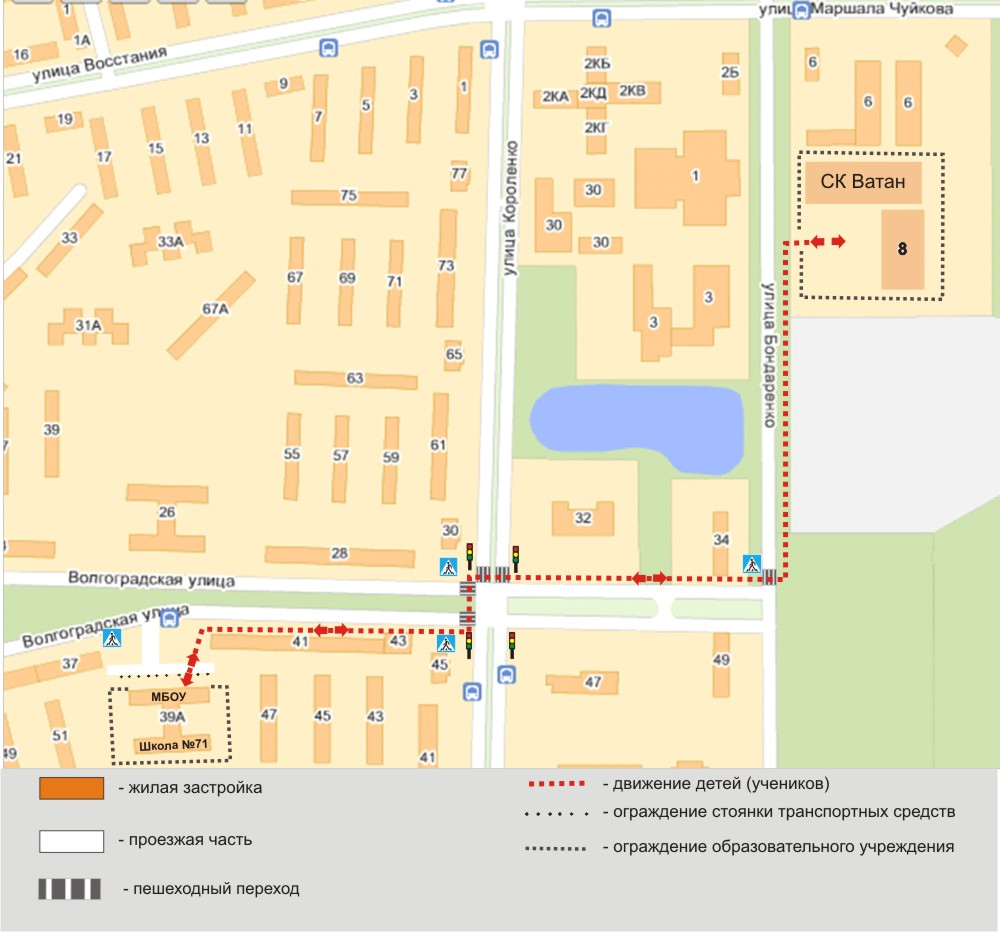 1
улица Маршала Чуйкова
1А
16
улица Восстания
9
7
5
3
1
2КБ
2КА
2КД
2КВ
2КГ
2Б
6
6
6
19
21
17
15
13
11
77
75
улица Короленко
30
30
30
1
СК Ватан
8
33
33А
67
69
71
73
67А
31А
3
3
улица Бондаренко
65
63
39
55
57
59
61
26
30
28
32
34
Волгоградская улица
Волгоградская улица
41
43
45
37
МБОУ
39А
Школа №71
47
45
43
41
51
49
47
49
- жилая застройка
- проезжая часть
- пешеходный переход
- движение детей (учеников)
- ограждение стоянки транспортных средств
- ограждение образовательного учреждения